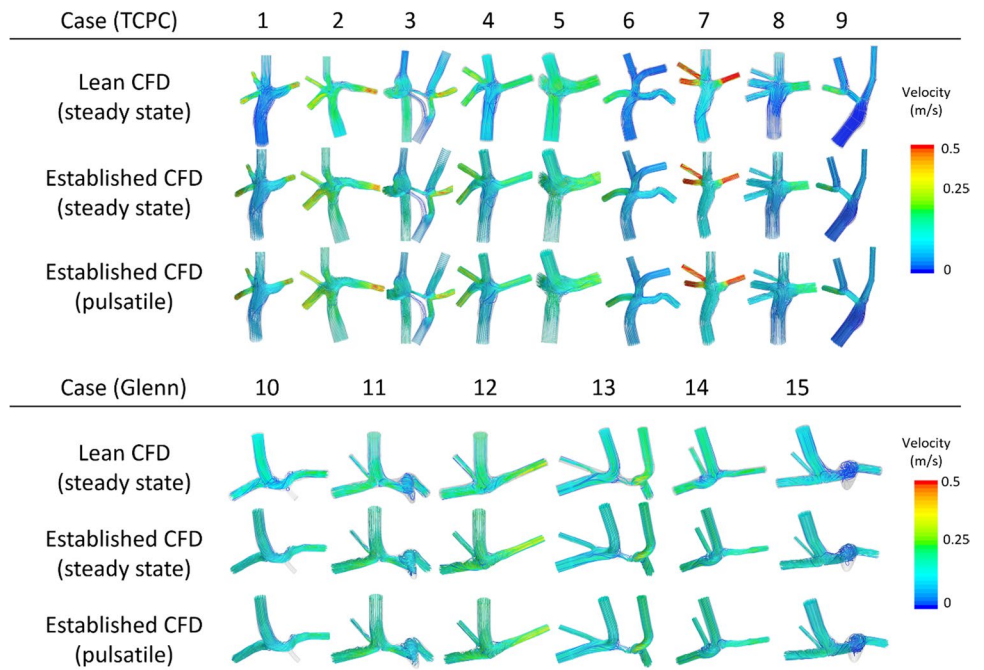 Case (TCPC) 1 2 3 4 5 6 7 8 9
Lean CFD
(steady state)
Velocity
(m/s)
Established CFD
(steady state)
0.5
0.25
0
Established CFD
(pulsatile)
Case (Glenn) 10 11 12 13 14 15
Lean CFD
(steady state)
Velocity
(m/s)
0.5
Established CFD
(steady state)
0.25
0
Established CFD
(pulsatile)